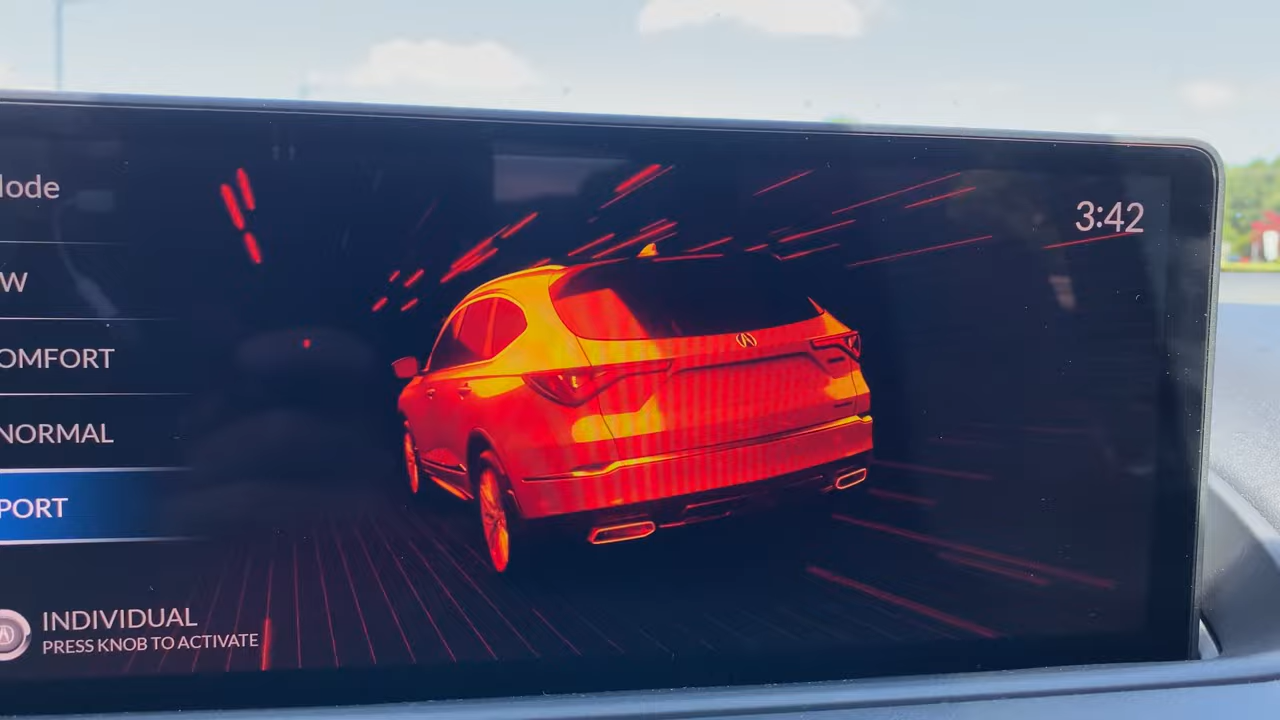 lode
3:42
W
OMFORT
NORMAL
PORT
INDIVIDUAL
PRESS KNOB TO ACTIVATE